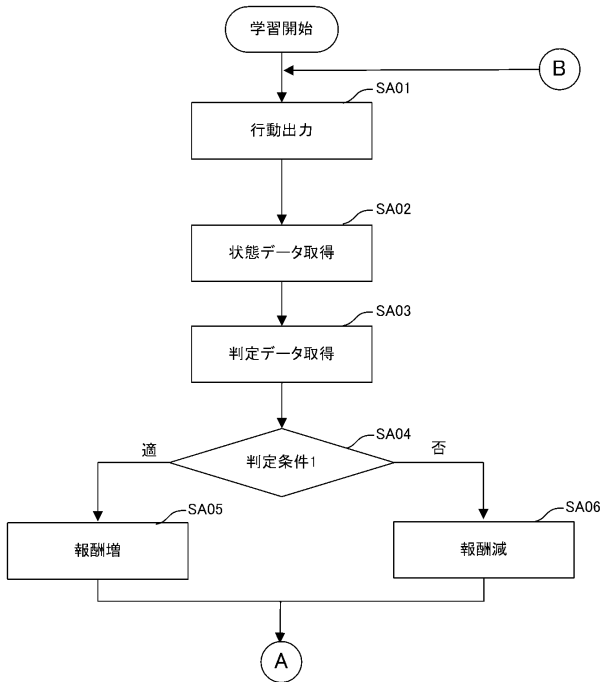 学習開始
B
SA01
行動出力
SA02
状態データ取得
SA03
判定データ取得
SA04
判定条件1
適
否
SA05
報酬増
SA06
報酬減
A